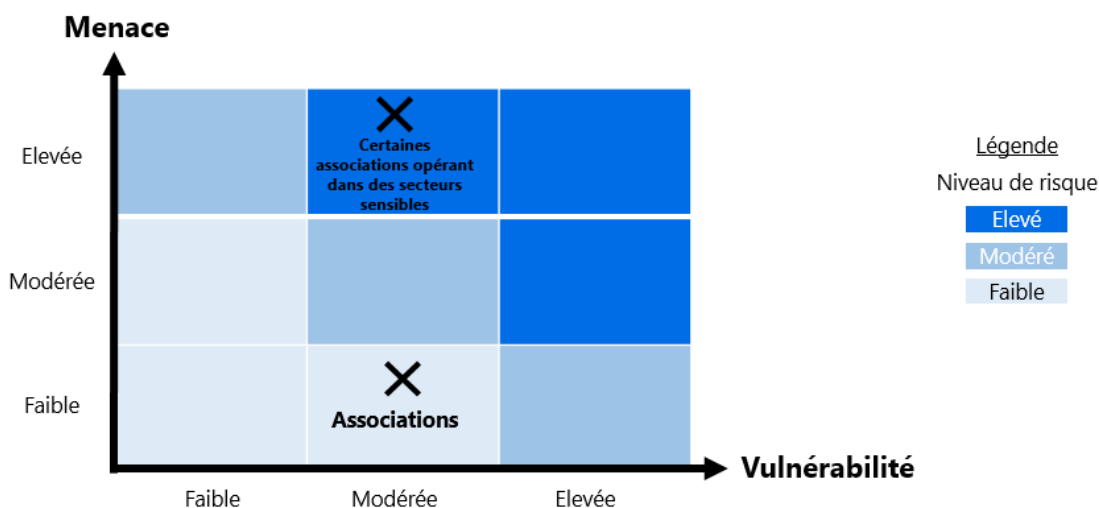 Menace
Elevée
Certaines
associations opérant
dans des secteurs
sensibles
Modérée
Faible
Associations
Vulnérabilité
Faible
Modérée
Elevée
Légende
Niveau de risque
Elevé
Modéré
Faible